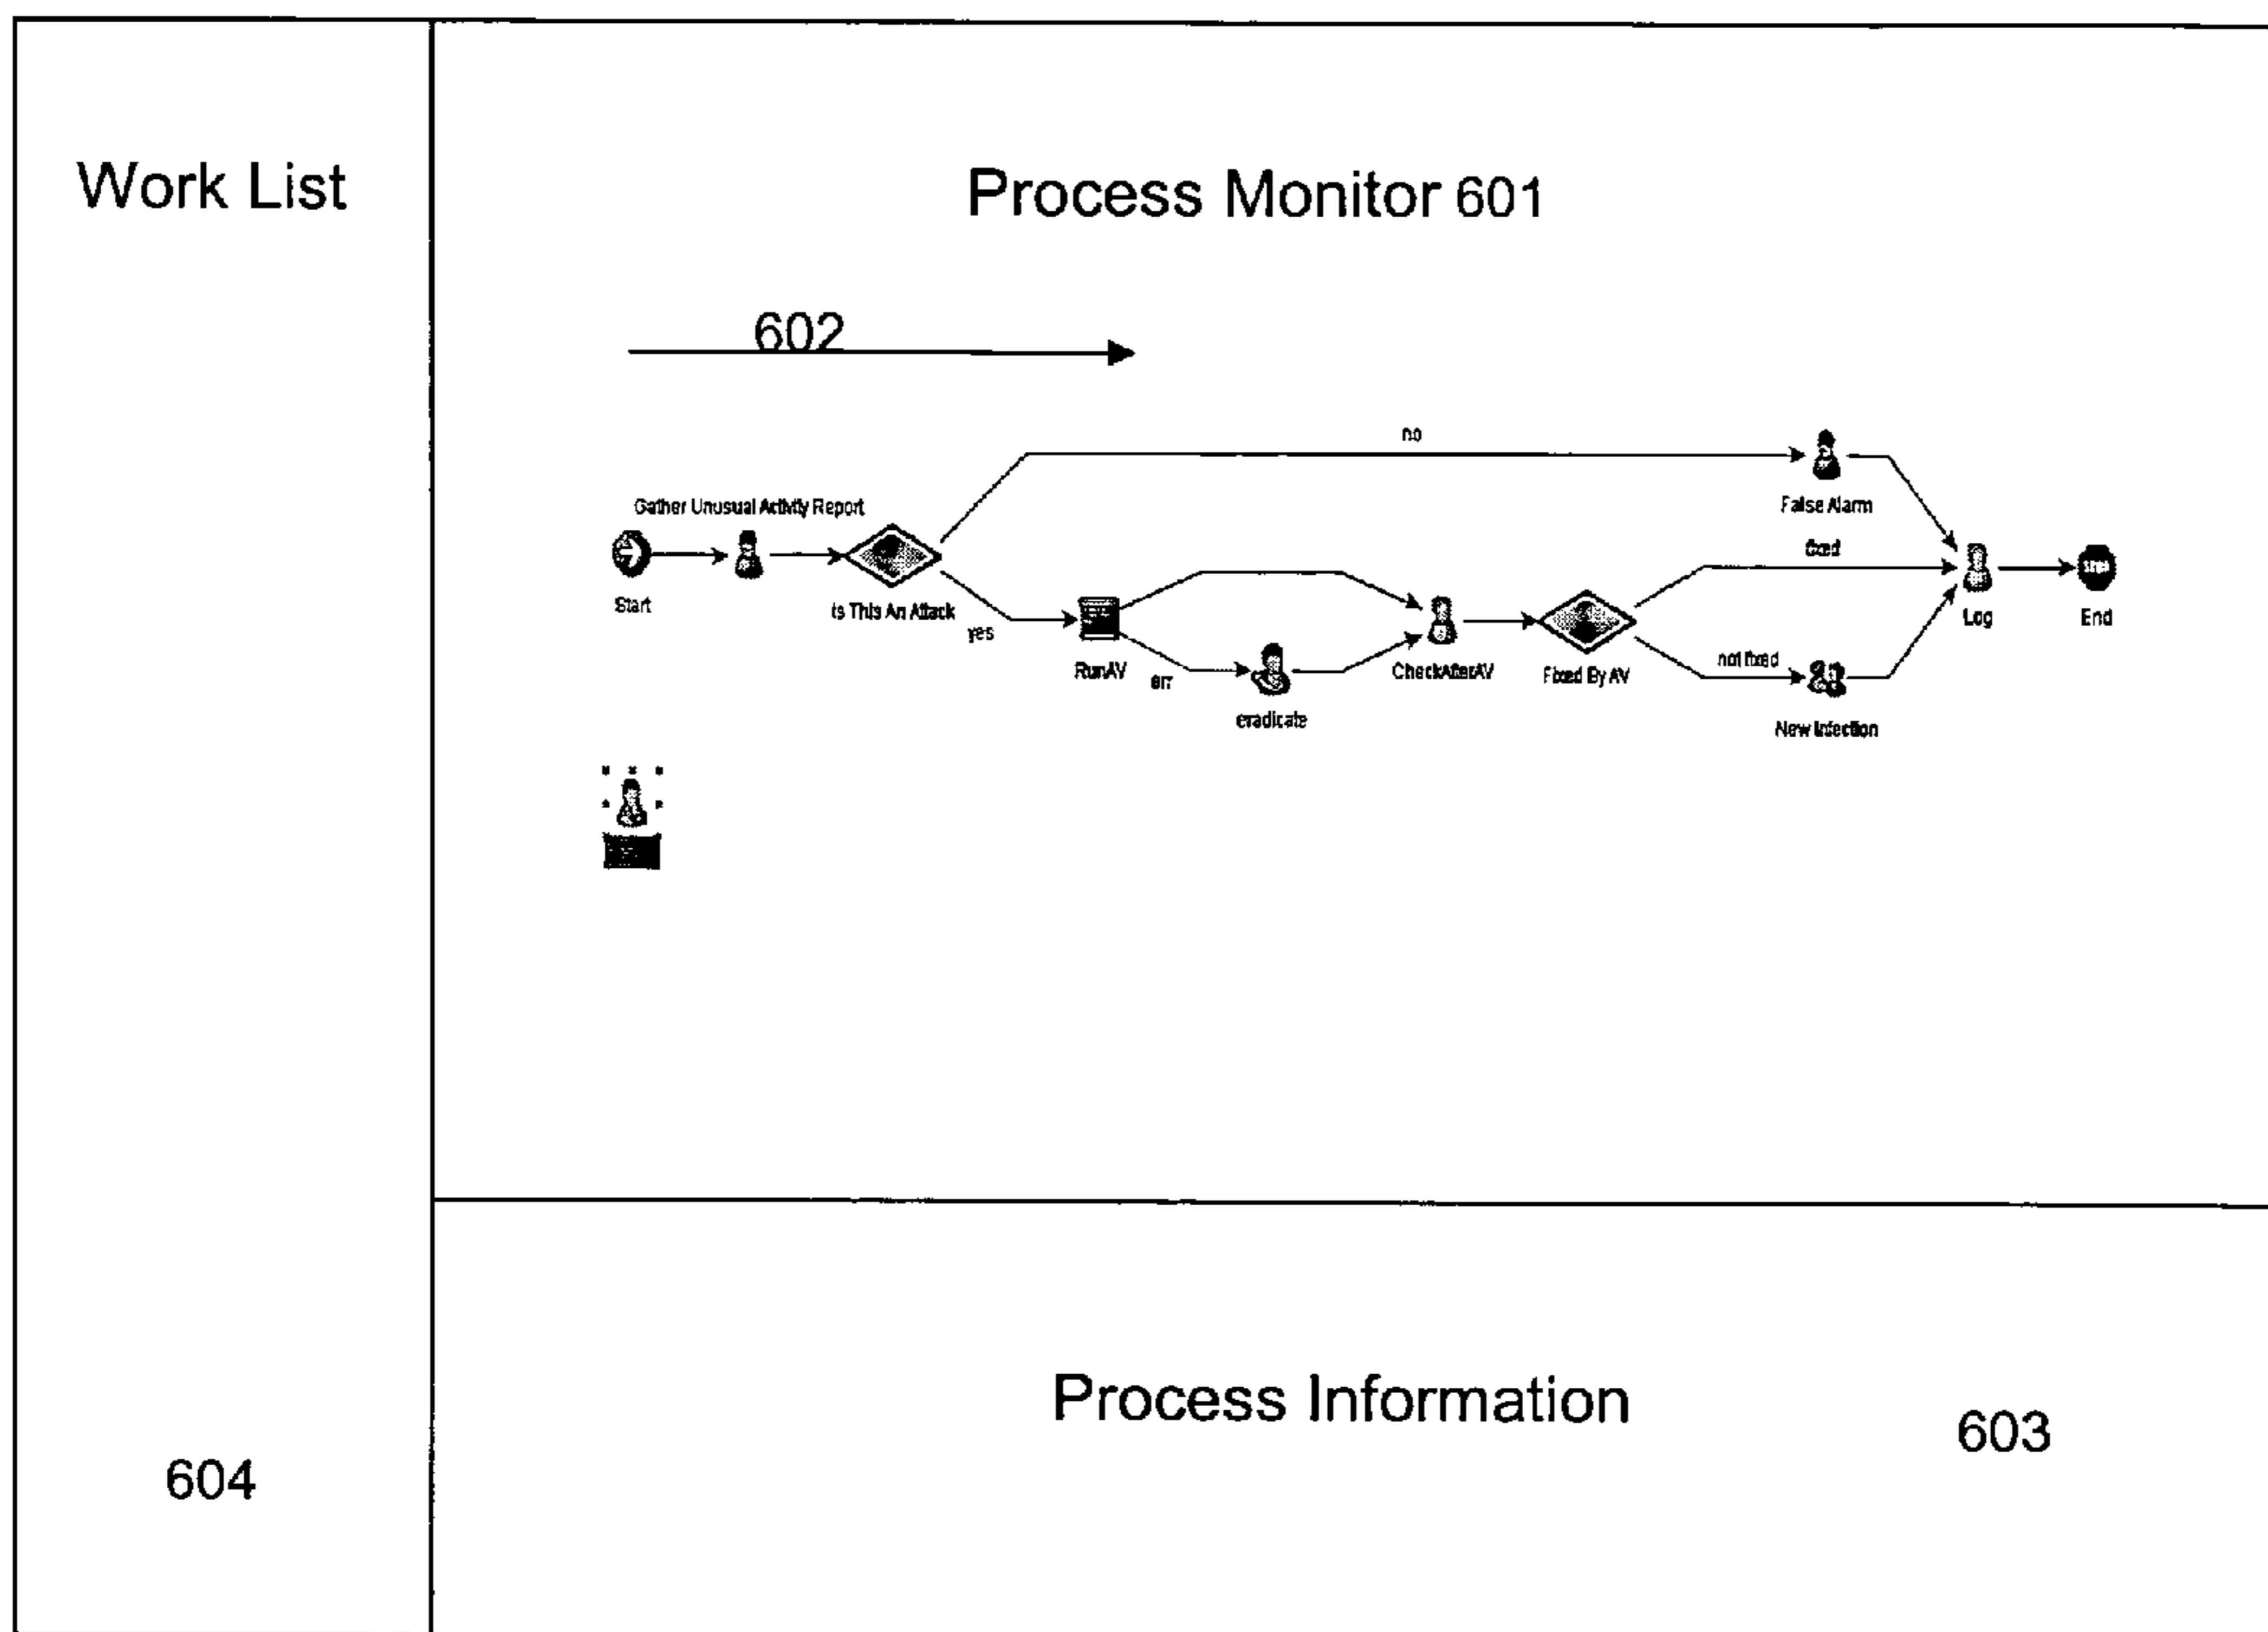 Work List
Process Monitor 601
602
no
Gather Unusual Activity Report
False Alarm
fixed
Start
Is This An Attack
yes
Log
End
RunAV
err
CheckAfterAV
Fixed By AV
not fixed
eradicate
New Infection
Process Information
603
604